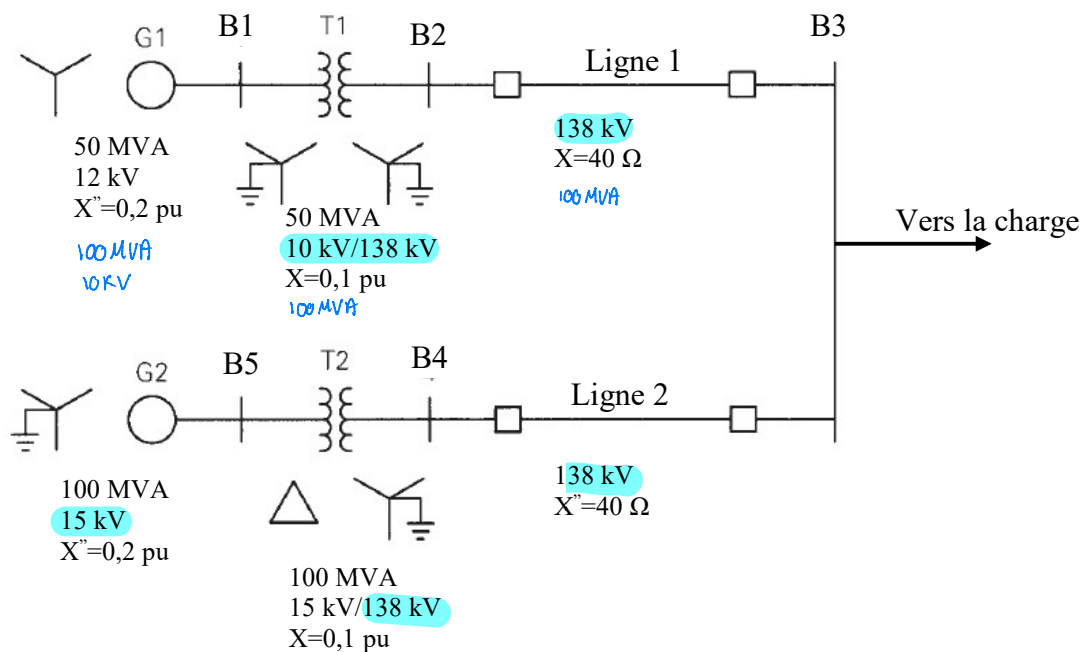 B1
T1
B2
B3
G1
Ligne 1
50 MVA
12 kV
X”=0,2 pu
100 MVA
10 KV
50 MVA
10 kV/138 kV
X=0,1 pu
100 MVA
138 kV
X=40 Ω
100 MVA
Vers la charge
G2
B5
T2
B4
Ligne 2
100 MVA
15 kV
X”=0,2 pu
100 MVA
15 kV/138 kV
X=0,1 pu
138 kV
X”=40 Ω